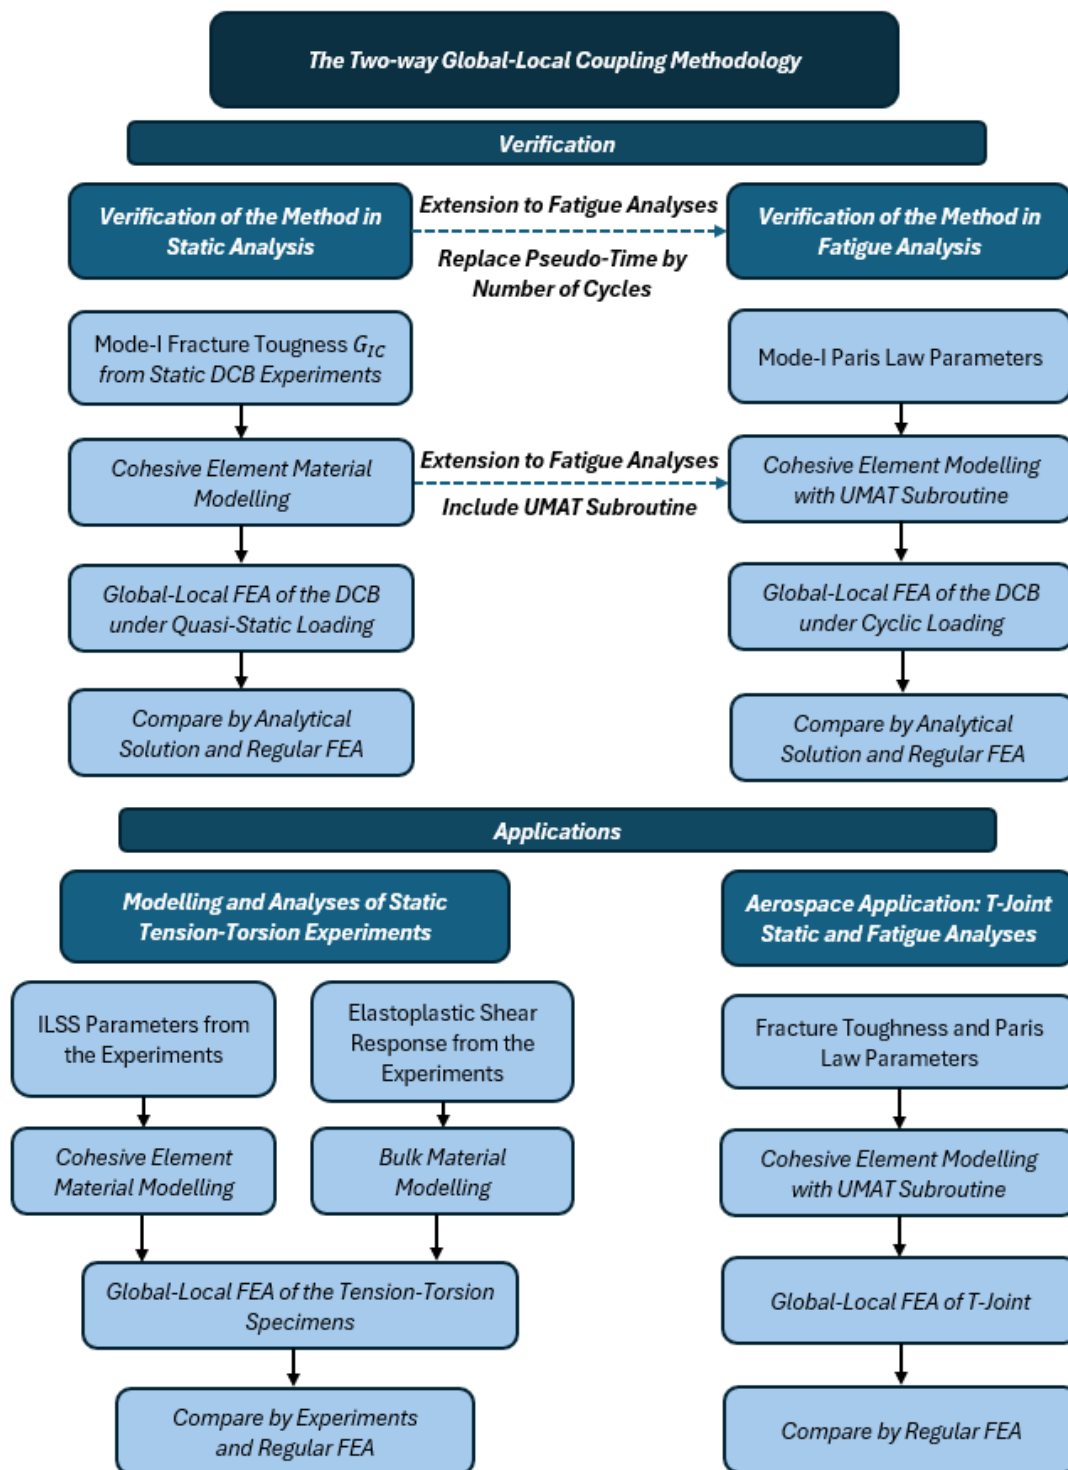 The Two-way Global-Local Coupling Methodology
Verification
Verification of the Method in
Static Analysis
Extension to Fatigue Analyses
Replace Pseudo-Time by
Number of Cycles
Verification of the Method in
Fatigue Analysis
Mode-I Fracture Tougness G_{IC}
from Static DCB Experiments
Mode-I Paris Law Parameters
Cohesive Element Material
Modelling
Extension to Fatigue Analyses
Include UMAT Subroutine
Cohesive Element Modelling
with UMAT Subroutine
Global-Local FEA of the DCB
under Quasi-Static Loading
Global-Local FEA of the DCB
under Cyclic Loading
Compare by Analytical
Solution and Regular FEA
Compare by Analytical
Solution and Regular FEA
Applications
Modelling and Analyses of Static
Tension-Torsion Experiments
Aerospace Application: T-Joint
Static and Fatigue Analyses
ILSS Parameters from
the Experiments
Elastoplastic Shear
Response from the
Experiments
Fracture Toughness and Paris
Law Parameters
Cohesive Element
Material Modelling
Bulk Material
Modelling
Cohesive Element Modelling
with UMAT Subroutine
Global-Local FEA of the Tension-Torsion
Specimens
Global-Local FEA of T-Joint
Compare by Experiments
and Regular FEA
Compare by Regular FEA